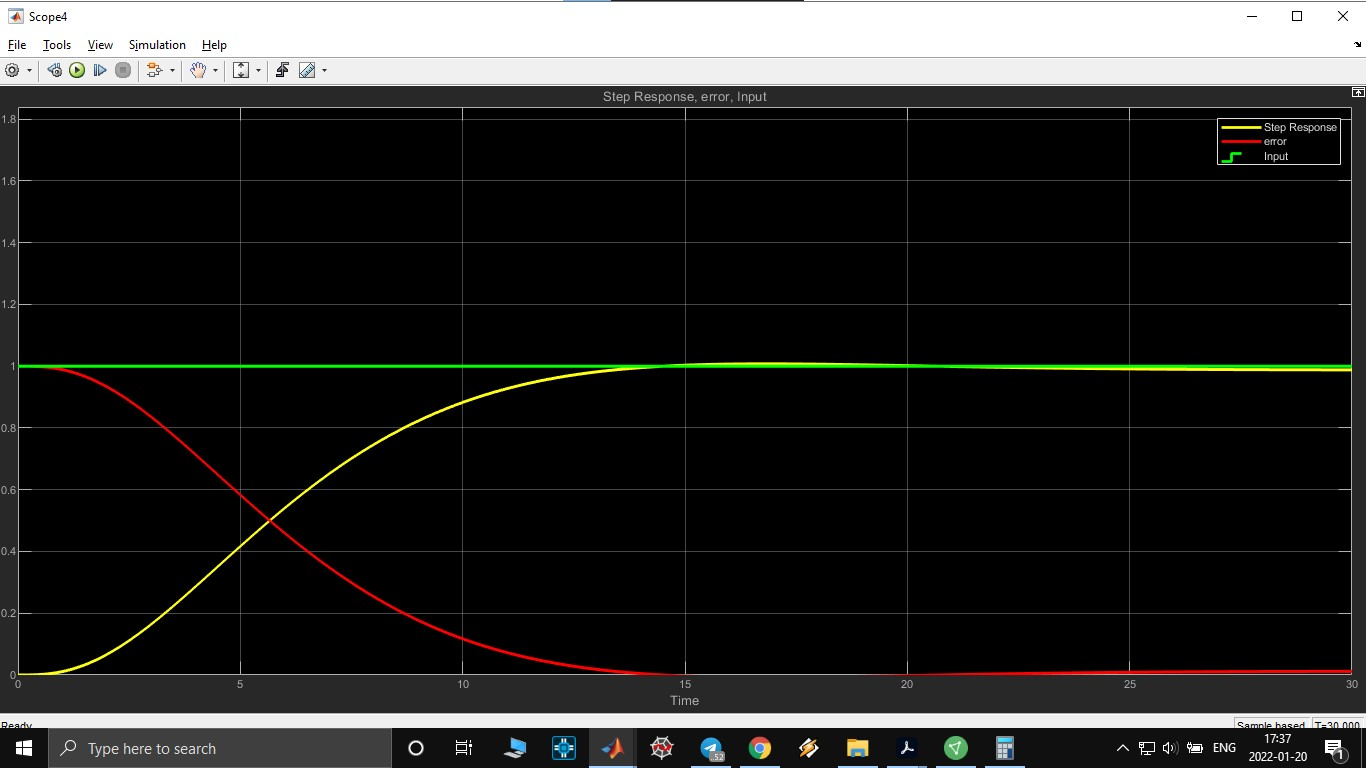 Scope4
File Tools View Simulation Help
Step Response, error, Input
1.8
1.6
1.4
1.2
1
0.8
0.6
0.4
0.2
0
Step Response
error
Input
0 5 10 15 20 25 30
Time
Ready
Sample based T=30.000
Type here to search
52
ENG
17:37
2022-01-20
1